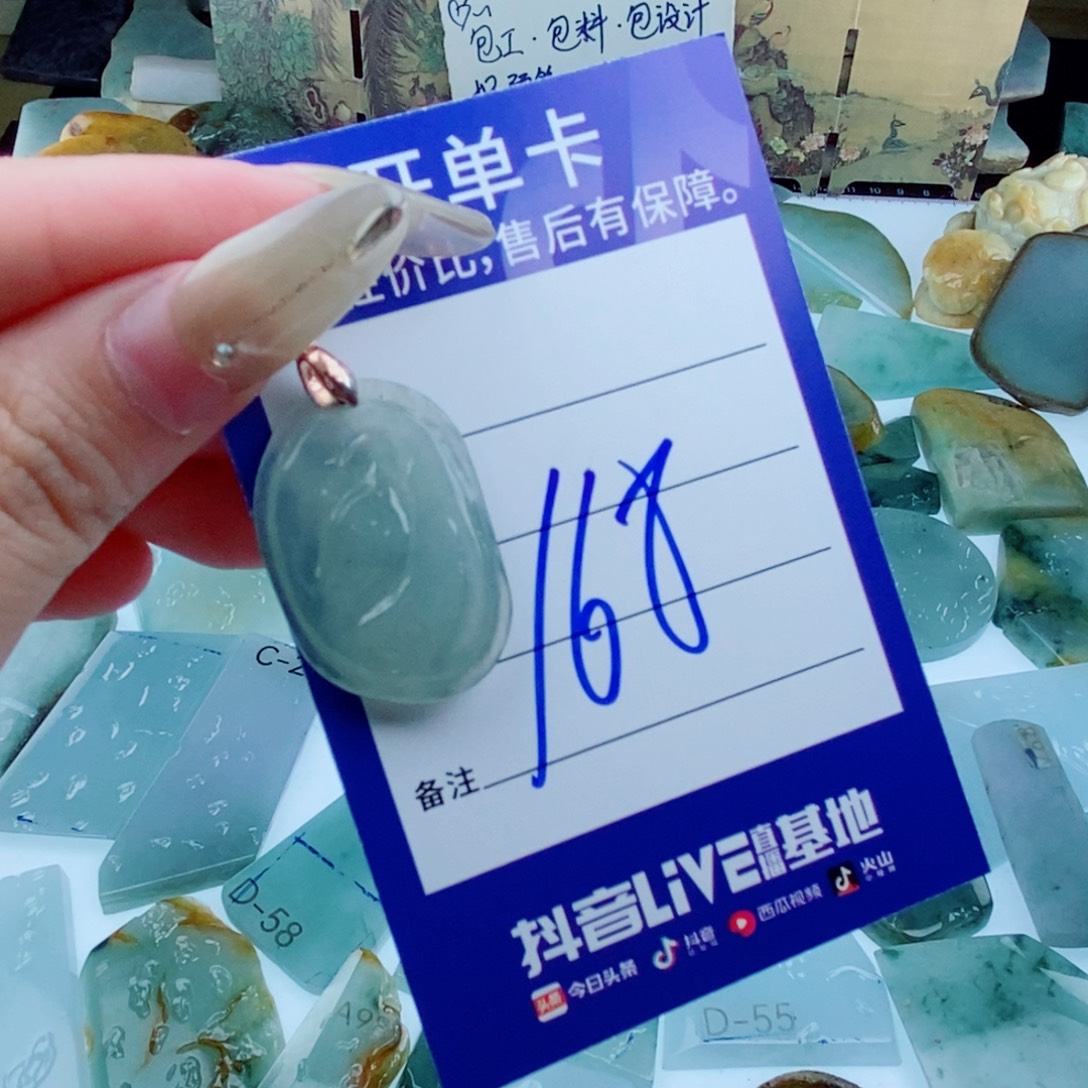 包工·包料·包设计
开单卡
性价比,售后有保障。
168
备注
抖音LIVE直播基地
今日头条 抖音 西瓜视频 火山
C-2
D-58
D-55